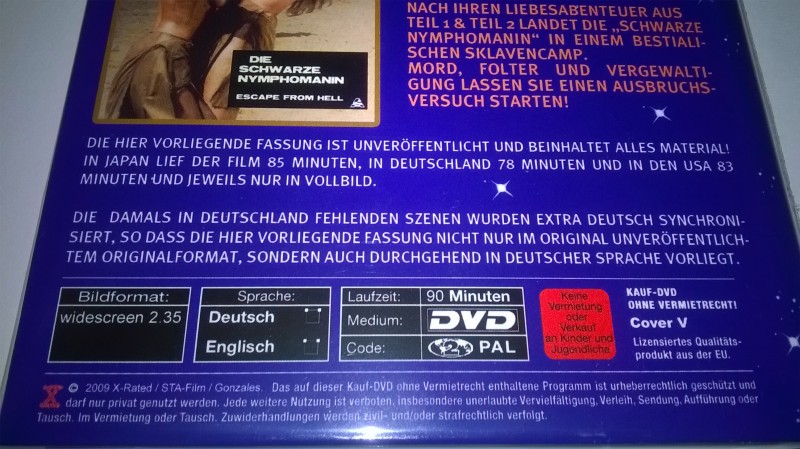 NACH IHREN LIEBESABENTEUER AUS
TEIL 1 & TEIL 2 LANDET DIE „SCHWARZE
NYMPHOMANIN" IN EINEM BESTIALI-
SCHEN SKLAVENCAMP.
MORD, FOLTER UND VERGEWALTI-
GUNG LASSEN SIE EINEN AUSBRUCHS-
VERSUCH STARTEN!
DIE
SCHWARZE
NYMPHOMANIN
ESCAPE FROM HELL
DIE HIER VORLIEGENDE FASSUNG IST UNVERÖFFENTLICHT UND BEINHALTET ALLES MATERIAL!
IN JAPAN LIEF DER FILM 85 MINUTEN, IN DEUTSCHLAND 78 MINUTEN UND IN DEN USA 83
MINUTEN UND JEWEILS NUR IN VOLLBILD.
DIE DAMALS IN DEUTSCHLAND FEHLENDEN SZENEN WURDEN EXTRA DEUTSCH SYNCHRONI-
SIERT, SO DASS DIE HIER VORLIEGENDE FASSUNG NICHT NUR IM ORIGINAL UNVERÖFFENTLICH-
TEM ORIGINALFORMAT, SONDERN AUCH DURCHGEHEND IN DEUTSCHER SPRACHE VORLIEGT.
Bildformat:
widescreen 2.35
Sprache:
Deutsch
Englisch
Laufzeit: 90 Minuten
Medium: DVD
Code: 2 PAL
Keine
Vermietung
oder
Verkauf
an Kinder und
Jugendliche
KAUF-DVD
OHNE VERMIETRECHT!
Cover V
Lizensiertes Qualitäts-
produkt aus der EU.
X © 2009 X-Rated / STA-Film / Gonzales. Das auf dieser Kauf-DVD ohne Vermietrecht enthaltene Programm ist urheberrechtlich geschützt und
darf nur privat genutzt werden. Jede weitere Nutzung ist verboten, insbesondere unerlaubte Vervielfältigung, Verleih, Sendung, Aufführung oder
Tausch. Im Vermietung oder Tausch. Zuwiderhandlungen werden zivil- und/oder strafrechtlich verfolgt.